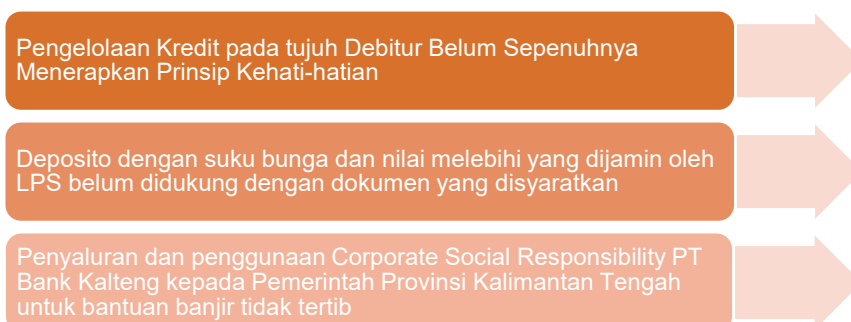 Pengelolaan Kredit pada tujuh Debitur Belum Sepenuhnya
Menerapkan Prinsip Kehati-hatian
Deposito dengan suku bunga dan nilai melebihi yang dijamin oleh
LPS belum didukung dengan dokumen yang disyaratkan
Penyaluran dan penggunaan Corporate Social Responsibility PT
Bank Kalteng kepada Pemerintah Provinsi Kalimantan Tengah
untuk bantuan banjir tidak tertib